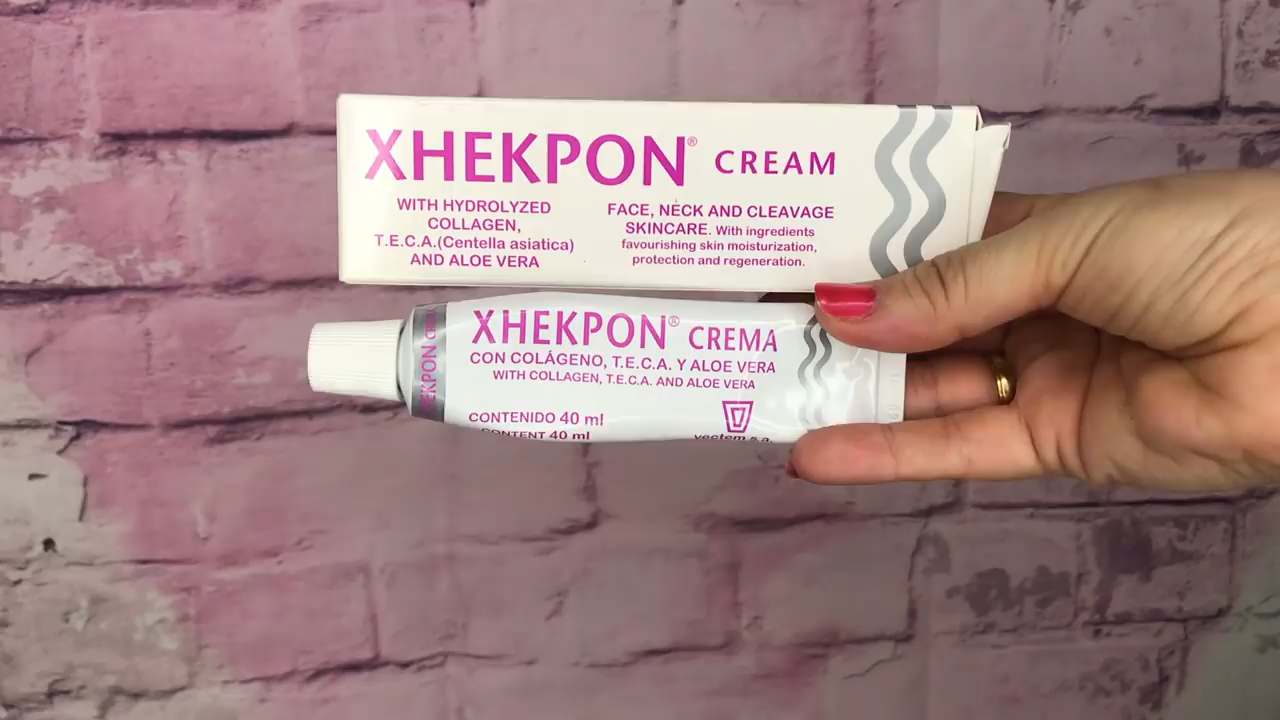 XHEKPON® CREAM
WITH HYDROLYZED
COLLAGEN,
T.E.C.A.(Centella asiatica)
AND ALOE VERA
FACE, NECK AND CLEAVAGE
SKINCARE. With ingredients
favourishing skin moisturization,
protection and regeneration.
XHEKPON® CREMA
CON COLÁGENO, T.E.C.A. Y ALOE VERA
WITH COLLAGEN, T.E.C.A. AND ALOE VERA
CONTENIDO 40 ml
CONTENT 40 ml
vectem s.a.